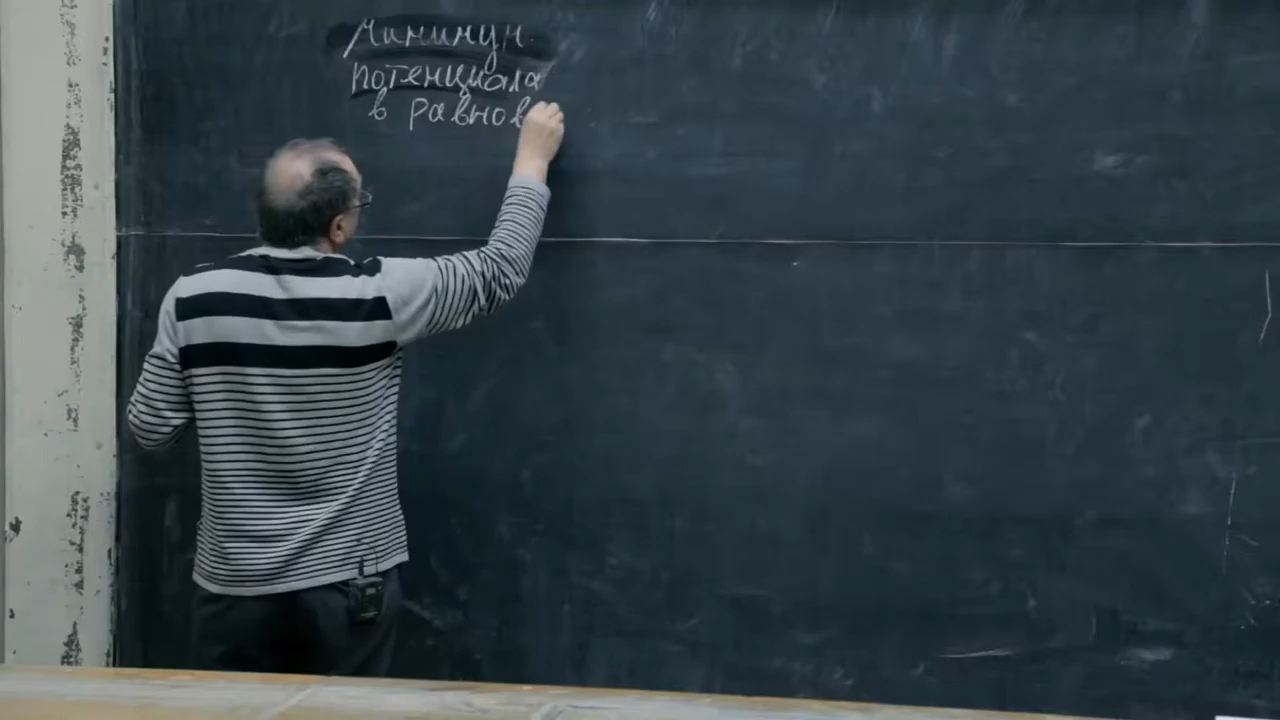 Минимум
потенциала
в равнов